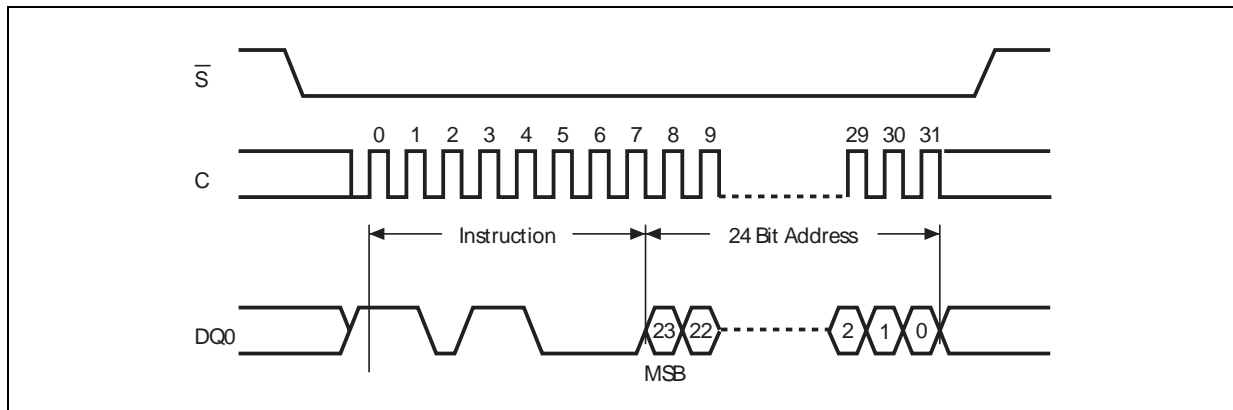 S
0 1 2 3 4 5 6 7 8 9 29 30 31
C
Instruction 24 Bit Address
DQ0 23 22 2 1 0
MSB